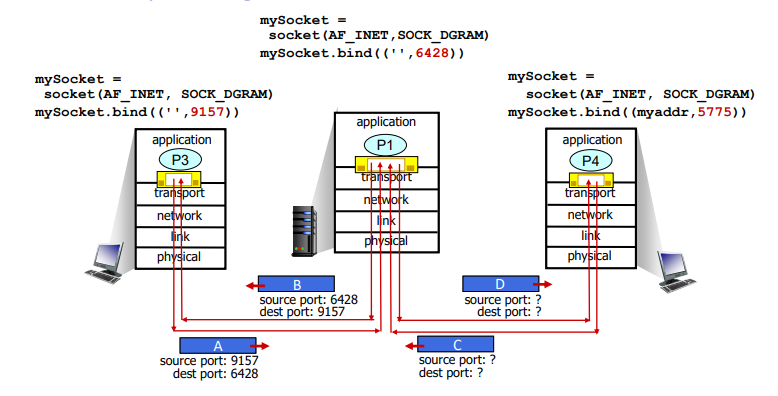 mySocket =
socket(AF_INET,SOCK_DGRAM)
mySocket.bind(('',6428))
mySocket =
socket(AF_INET, SOCK_DGRAM)
mySocket.bind(('',9157))
mySocket =
socket(AF_INET, SOCK_DGRAM)
mySocket.bind((myaddr,5775))
application
P3
transport
network
link
physical
application
P1
transport
network
link
physical
application
P4
transport
network
link
physical
B
source port: 6428
dest port: 9157
D
source port: ?
dest port: ?
A
source port: 9157
dest port: 6428
C
source port: ?
dest port: ?